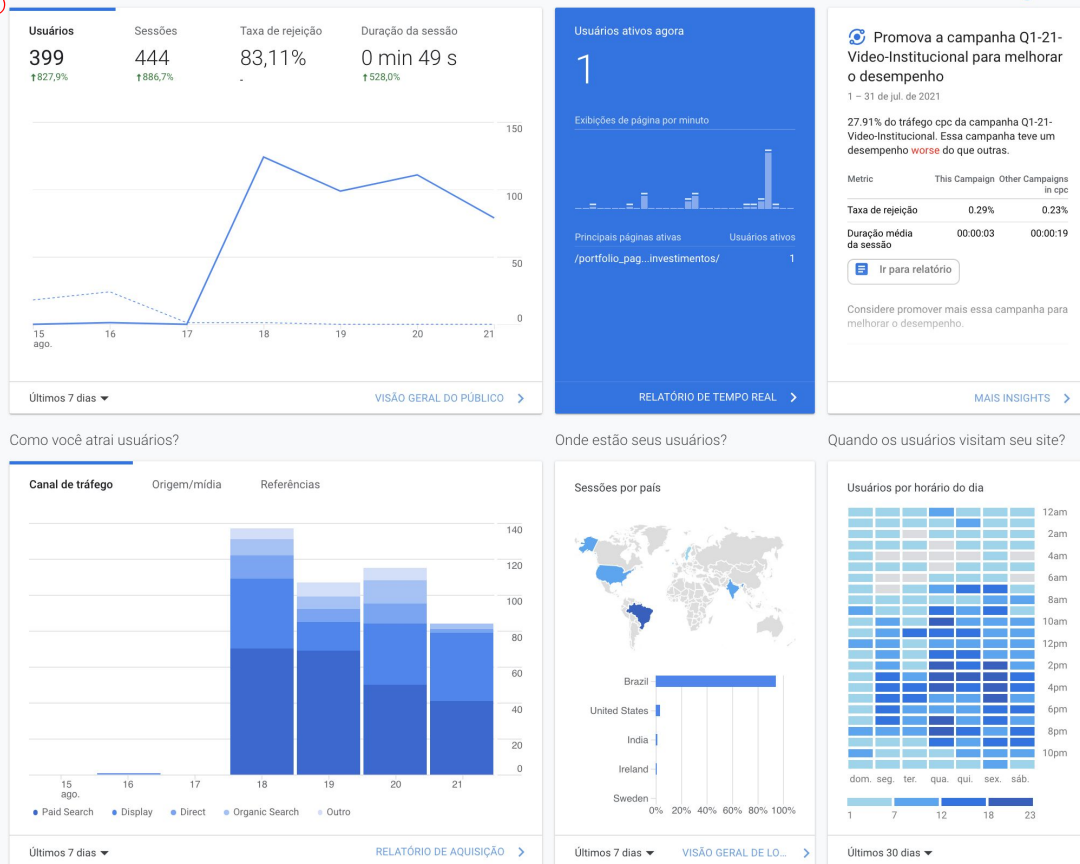 Usuários
Sessões
Taxa de rejeição
Duração da sessão
399
444
83,11%
0 min 49 s
↑827,9%
↑886,7%
-
↑528,0%
150
100
50
0
15
ago.
16
17
18
19
20
21
Últimos 7 dias
VISÃO GERAL DO PÚBLICO
Usuários ativos agora
1
Exibições de página por minuto
Principais páginas ativas
Usuários ativos
/portfolio_pag...investimentos/
1
RELATÓRIO DE TEMPO REAL
Promova a campanha Q1-21-
Video-Institucional para melhorar
o desempenho
1 – 31 de jul. de 2021
27.91% do tráfego cpc da campanha Q1-21-
Video-Institucional. Essa campanha teve um
desempenho worse do que outras.
Metric
This Campaign
Other Campaigns
in cpc
Taxa de rejeição
0.29%
0.23%
Duração média
da sessão
00:00:03
00:00:19
Ir para relatório
Considere promover mais essa campanha para
melhorar o desempenho.
MAIS INSIGHTS
Como você atrai usuários?
Canal de tráfego
Origem/mídia
Referências
140
120
100
80
60
40
20
0
15
ago.
16
17
18
19
20
21
Paid Search
Display
Direct
Organic Search
Outro
Últimos 7 dias
RELATÓRIO DE AQUISIÇÃO
Onde estão seus usuários?
Sessões por país
Brazil
United States
India
Ireland
Sweden
0%
20%
40%
60%
80%
100%
Últimos 7 dias
VISÃO GERAL DE LO...
Quando os usuários visitam seu site?
Usuários por horário do dia
12am
2am
4am
6am
8am
10am
12pm
2pm
4pm
6pm
8pm
10pm
dom.
seg.
ter.
qua.
qui.
sex.
sáb.
1
7
12
18
23
Últimos 30 dias